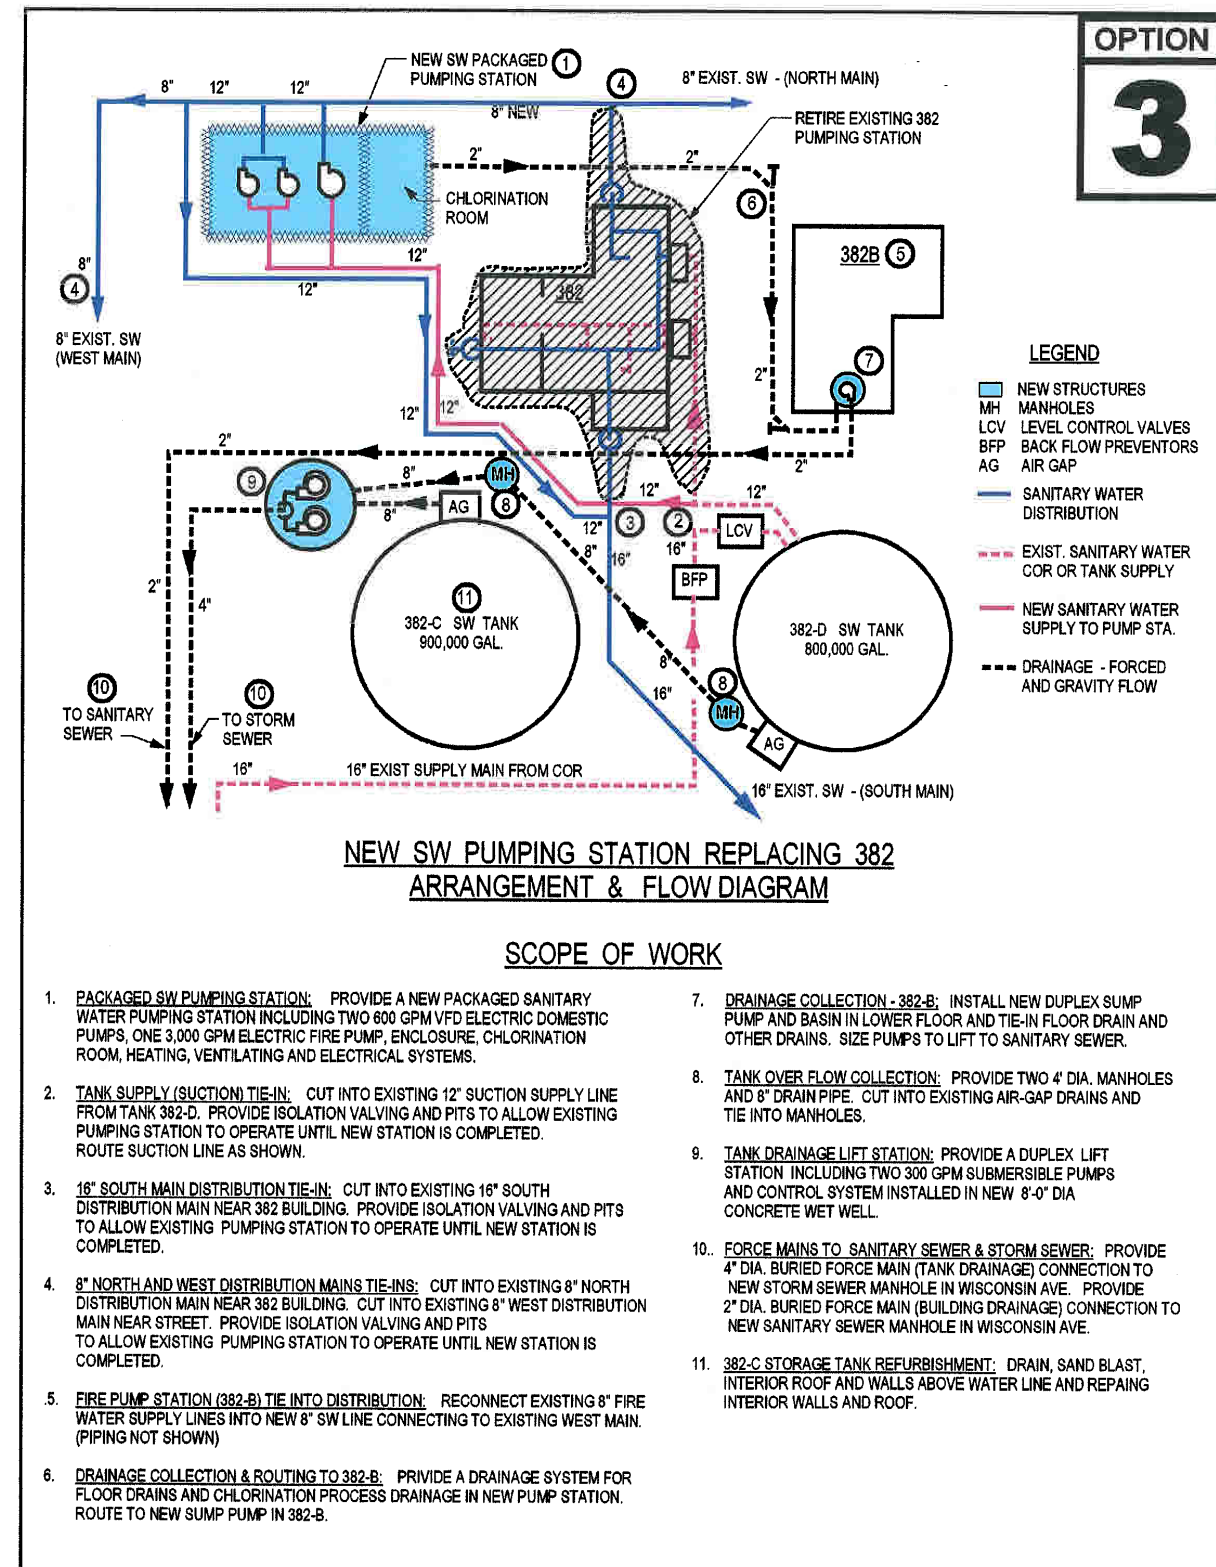 OPTION
3
NEW SW PACKAGED
PUMPING STATION
1
4
8" EXIST. SW - (NORTH MAIN)
8"
12"
12"
8" NEW
RETIRE EXISTING 382
PUMPING STATION
2"
2"
CHLORINATION
ROOM
6
382B
5
12"
12"
8"
4
382
8" EXIST. SW
(WEST MAIN)
7
2"
12"
12"
LEGEND
NEW STRUCTURES
MH MANHOLES
LCV LEVEL CONTROL VALVES
BFP BACK FLOW PREVENTORS
AG AIR GAP
SANITARY WATER
DISTRIBUTION
EXIST. SANITARY WATER
COR OR TANK SUPPLY
NEW SANITARY WATER
SUPPLY TO PUMP STA.
DRAINAGE - FORCED
AND GRAVITY FLOW
2"
2"
9
8"
MH
8
8"
AG
12"
12"
12"
3
2
LCV
16"
8"
16"
BFP
2"
4"
11
382-C SW TANK
900,000 GAL.
382-D SW TANK
800,000 GAL.
8"
8
16"
MH
AG
10
TO SANITARY
SEWER
10
TO STORM
SEWER
16"
16" EXIST SUPPLY MAIN FROM COR
16" EXIST. SW - (SOUTH MAIN)
NEW SW PUMPING STATION REPLACING 382
ARRANGEMENT & FLOW DIAGRAM
SCOPE OF WORK
1. PACKAGED SW PUMPING STATION: PROVIDE A NEW PACKAGED SANITARY
WATER PUMPING STATION INCLUDING TWO 600 GPM VFD ELECTRIC DOMESTIC
PUMPS, ONE 3,000 GPM ELECTRIC FIRE PUMP, ENCLOSURE, CHLORINATION
ROOM, HEATING, VENTILATING AND ELECTRICAL SYSTEMS.
2. TANK SUPPLY (SUCTION) TIE-IN: CUT INTO EXISTING 12" SUCTION SUPPLY LINE
FROM TANK 382-D. PROVIDE ISOLATION VALVING AND PITS TO ALLOW EXISTING
PUMPING STATION TO OPERATE UNTIL NEW STATION IS COMPLETED.
ROUTE SUCTION LINE AS SHOWN.
3. 16" SOUTH MAIN DISTRIBUTION TIE-IN: CUT INTO EXISTING 16" SOUTH
DISTRIBUTION MAIN NEAR 382 BUILDING. PROVIDE ISOLATION VALVING AND PITS
TO ALLOW EXISTING PUMPING STATION TO OPERATE UNTIL NEW STATION IS
COMPLETED.
4. 8" NORTH AND WEST DISTRIBUTION MAINS TIE-INS: CUT INTO EXISTING 8" NORTH
DISTRIBUTION MAIN NEAR 382 BUILDING. CUT INTO EXISTING 8" WEST DISTRIBUTION
MAIN NEAR STREET. PROVIDE ISOLATION VALVING AND PITS
TO ALLOW EXISTING PUMPING STATION TO OPERATE UNTIL NEW STATION IS
COMPLETED.
.5. FIRE PUMP STATION (382-B) TIE INTO DISTRIBUTION: RECONNECT EXISTING 8" FIRE
WATER SUPPLY LINES INTO NEW 8" SW LINE CONNECTING TO EXISTING WEST MAIN.
(PIPING NOT SHOWN)
6. DRAINAGE COLLECTION & ROUTING TO 382-B: PRIVIDE A DRAINAGE SYSTEM FOR
FLOOR DRAINS AND CHLORINATION PROCESS DRAINAGE IN NEW PUMP STATION.
ROUTE TO NEW SUMP PUMP IN 382-B.
7. DRAINAGE COLLECTION - 382-B: INSTALL NEW DUPLEX SUMP
PUMP AND BASIN IN LOWER FLOOR AND TIE-IN FLOOR DRAIN AND
OTHER DRAINS. SIZE PUMPS TO LIFT TO SANITARY SEWER.
8. TANK OVER FLOW COLLECTION: PROVIDE TWO 4' DIA. MANHOLES
AND 8" DRAIN PIPE. CUT INTO EXISTING AIR-GAP DRAINS AND
TIE INTO MANHOLES.
9. TANK DRAINAGE LIFT STATION: PROVIDE A DUPLEX LIFT
STATION INCLUDING TWO 300 GPM SUBMERSIBLE PUMPS
AND CONTROL SYSTEM INSTALLED IN NEW 8'-0" DIA
CONCRETE WET WELL.
10.. FORCE MAINS TO SANITARY SEWER & STORM SEWER: PROVIDE
4" DIA. BURIED FORCE MAIN (TANK DRAINAGE) CONNECTION TO
NEW STORM SEWER MANHOLE IN WISCONSIN AVE. PROVIDE
2" DIA. BURIED FORCE MAIN (BUILDING DRAINAGE) CONNECTION TO
NEW SANITARY SEWER MANHOLE IN WISCONSIN AVE.
11. 382-C STORAGE TANK REFURBISHMENT: DRAIN, SAND BLAST,
INTERIOR ROOF AND WALLS ABOVE WATER LINE AND REPAING
INTERIOR WALLS AND ROOF.